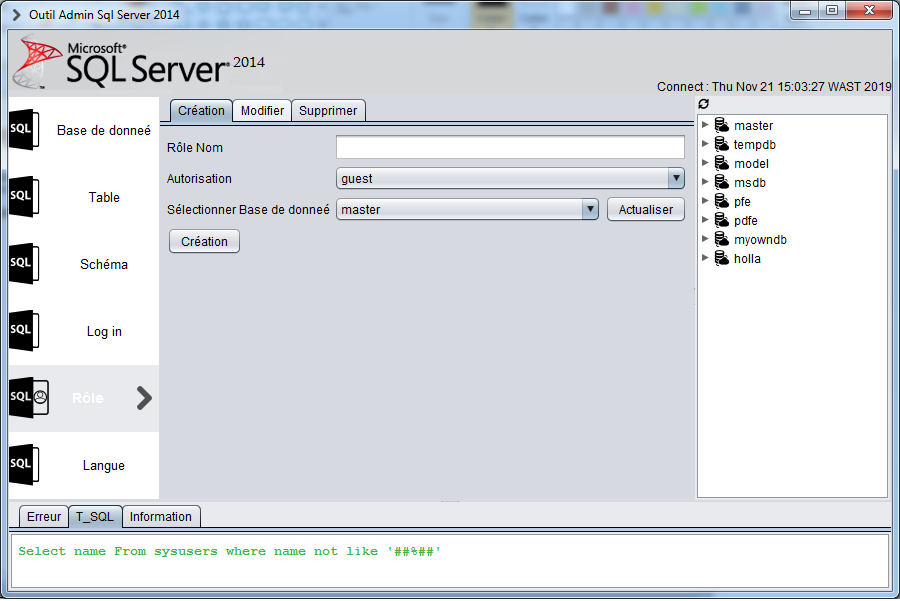 Outil Admin Sql Server 2014
Microsoft®
SQL Server® 2014
Connect : Thu Nov 21 15:03:27 WAST 2019
SQL Base de donneé
SQL Table
SQL Schéma
SQL Log in
SQL Rôle
SQL Langue
Création Modifier Supprimer
Rôle Nom
Autorisation guest
Sélectionner Base de donneé master Actualiser
Création
master
tempdb
model
msdb
pfe
pdfe
myowndb
holla
Erreur T_SQL Information
Select name From sysusers where name not like '##%##'